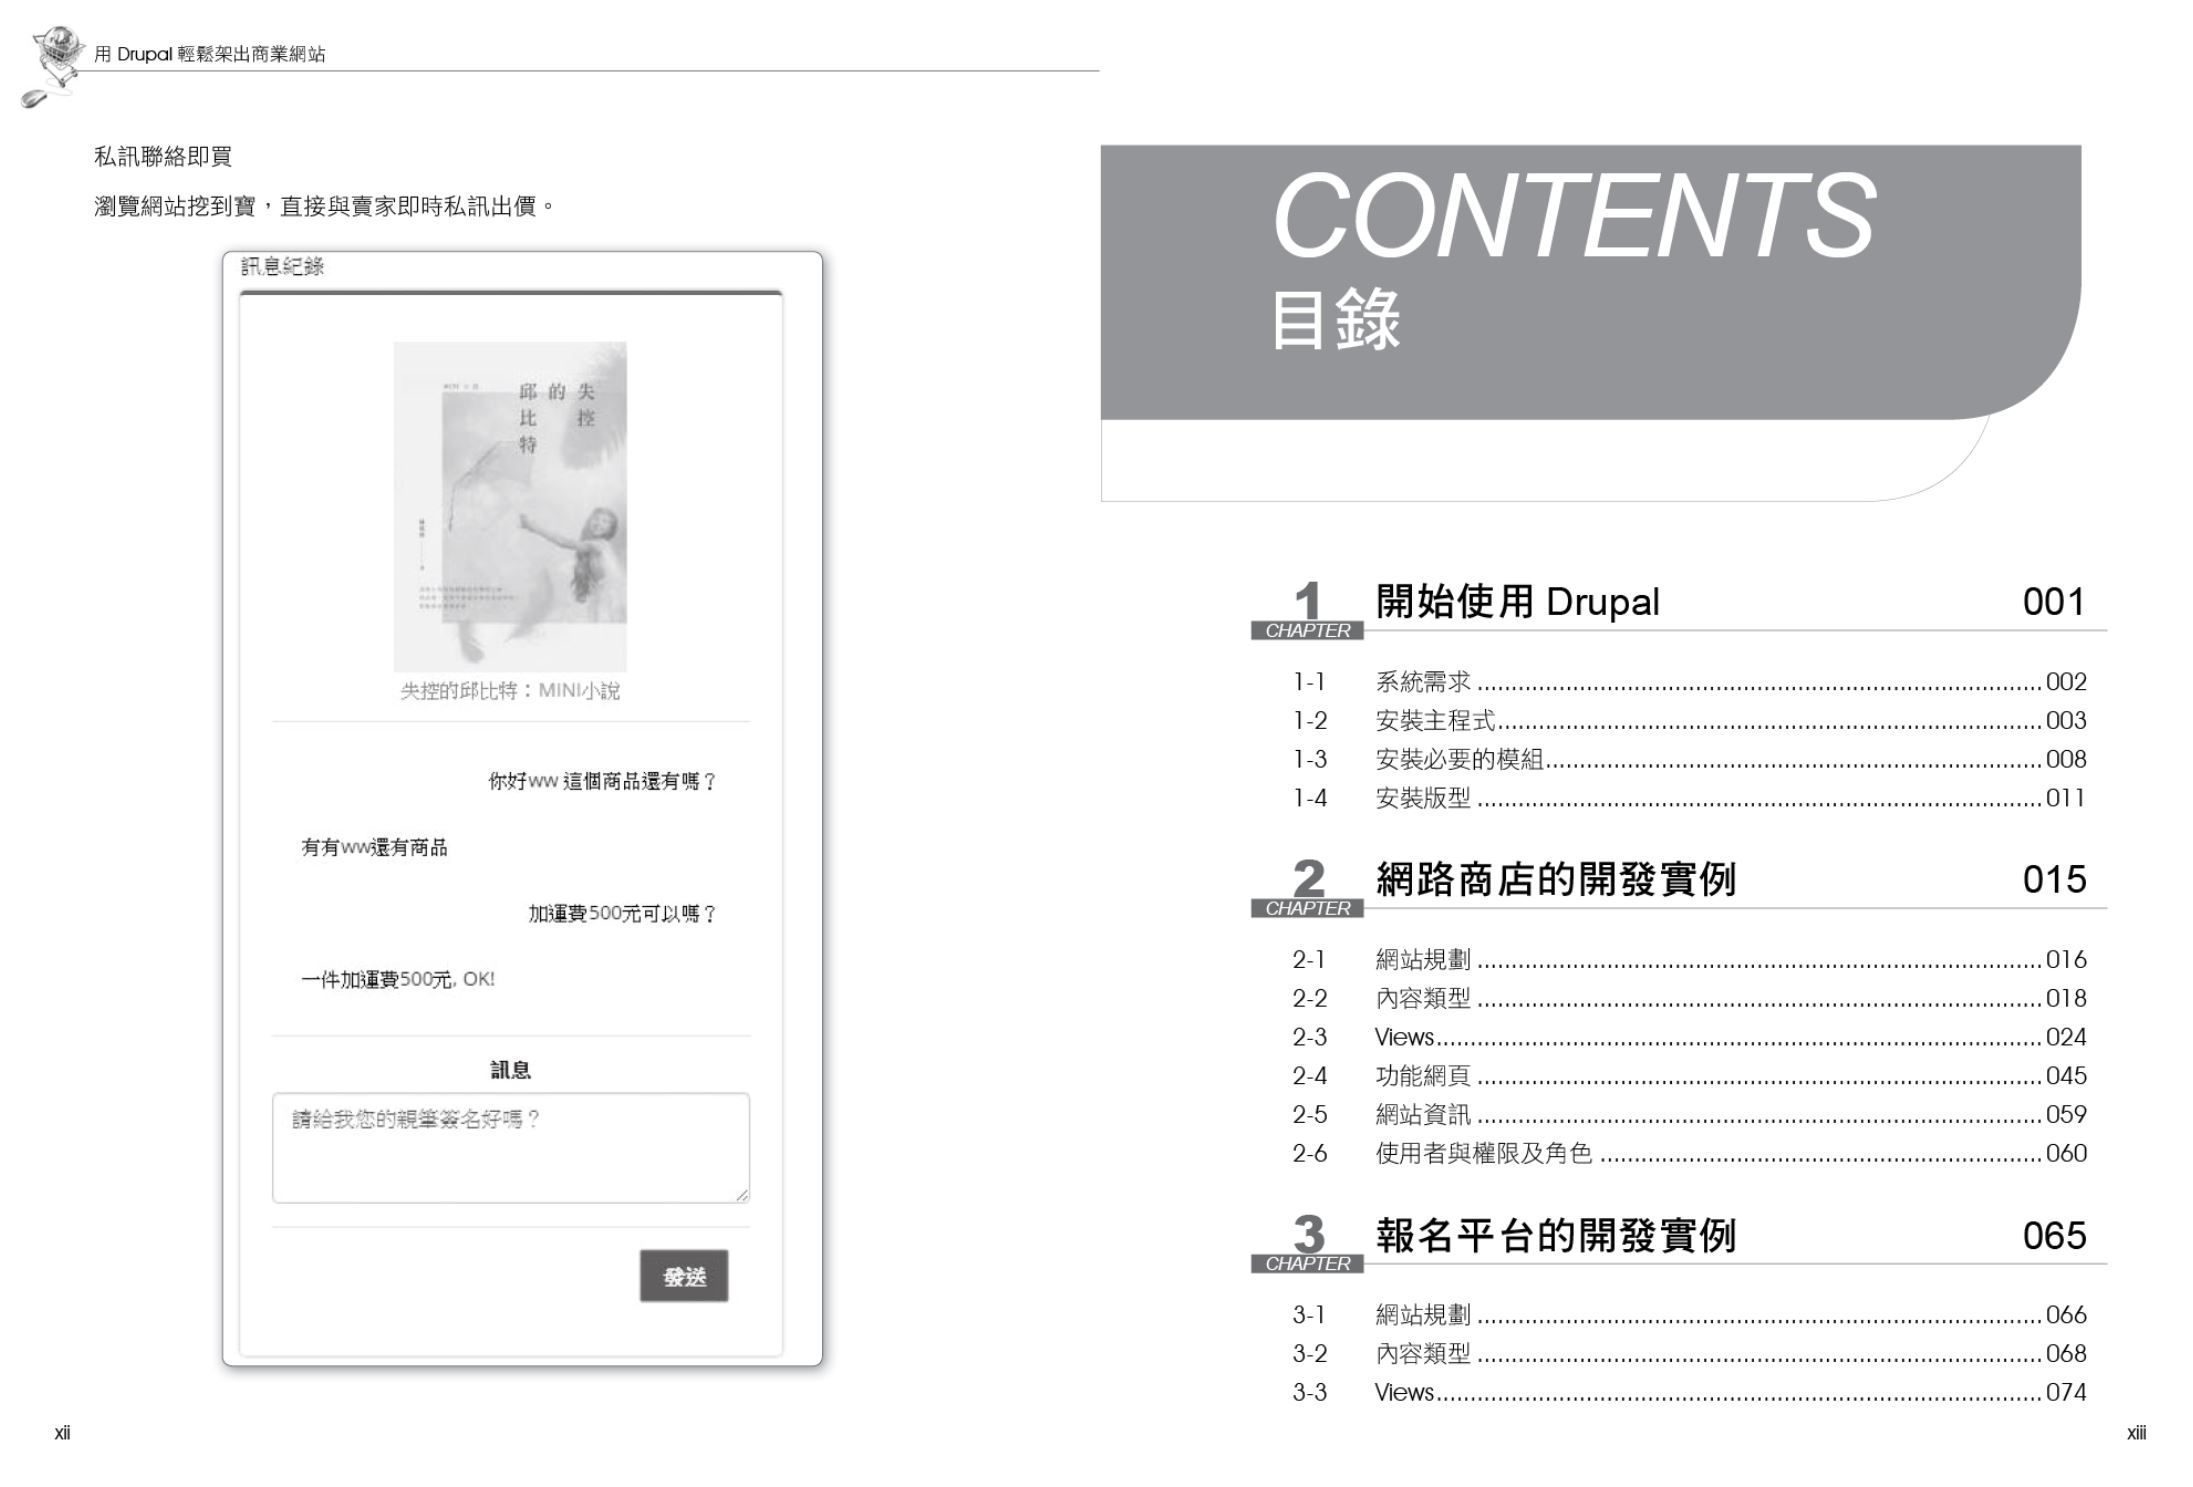 用 Drupal 輕鬆架出商業網站
私訊聯絡即買
瀏覽網站挖到寶，直接與賣家即時私訊出價。
訊息紀錄
失控
的
邱比特
失控的邱比特：MINI小說
你好ww 這個商品還有嗎？
有有ww還有商品
加運費500元可以嗎？
一件加運費500元, OK!
訊息
請給我您的親筆簽名好嗎？
發送
xii
CONTENTS
目錄
1 CHAPTER 開始使用 Drupal 001
1-1 系統需求 002
1-2 安裝主程式 003
1-3 安裝必要的模組 008
1-4 安裝版型 011
2 CHAPTER 網路商店的開發實例 015
2-1 網站規劃 016
2-2 內容類型 018
2-3 Views 024
2-4 功能網頁 045
2-5 網站資訊 059
2-6 使用者與權限及角色 060
3 CHAPTER 報名平台的開發實例 065
3-1 網站規劃 066
3-2 內容類型 068
3-3 Views 074
xiii